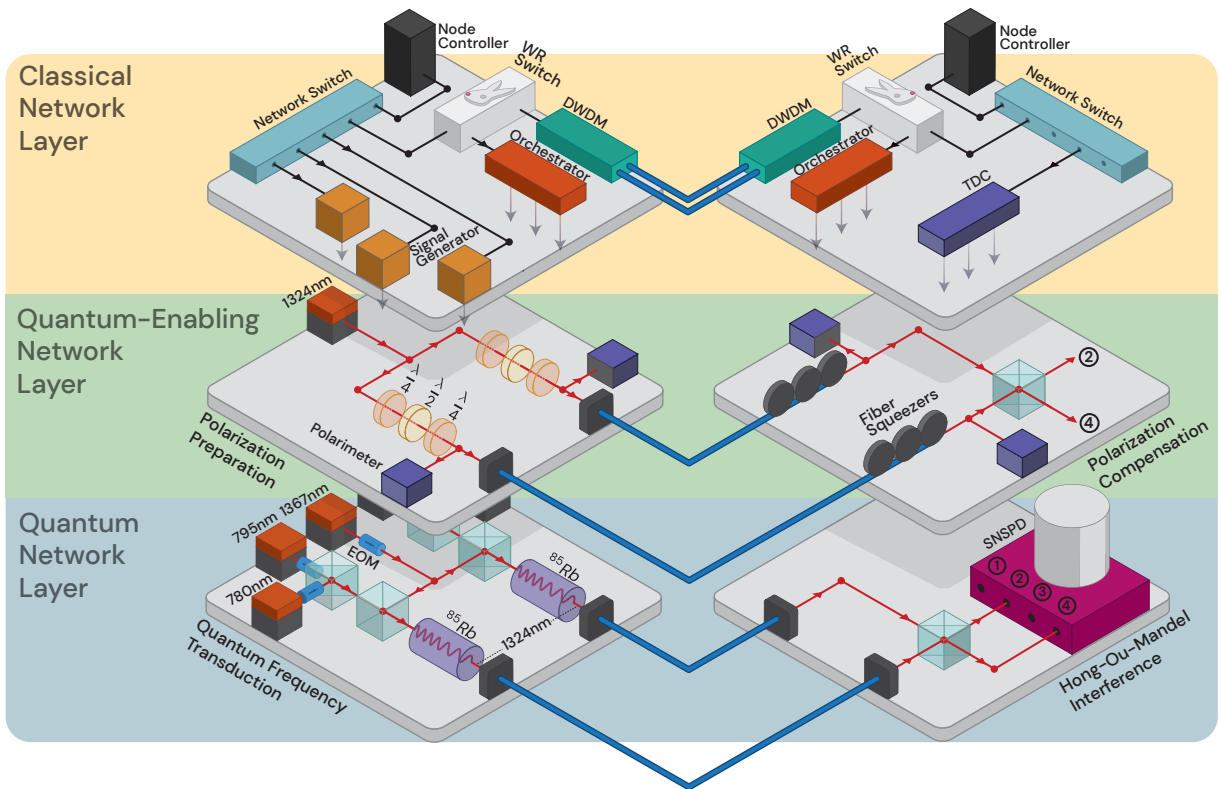 Classical
Network
Layer
Node
Controller
WR
Switch
Network Switch
DWDM
Orchestrator
Signal
Generator
Node
Controller
WR
Switch
Network Switch
DWDM
Orchestrator
TDC
Quantum-Enabling
Network
Layer
1324nm
λ/4
λ/2
λ/4
Polarimeter
Polarization
Preparation
Fiber
Squeezers
2
4
Polarization
Compensation
Quantum
Network
Layer
795nm
1367nm
780nm
EOM
⁸⁵Rb
⁸⁵Rb
1324nm
Quantum Frequency
Transduction
SNSPD
1
2
3
4
Hong-Ou-Mandel
Interference